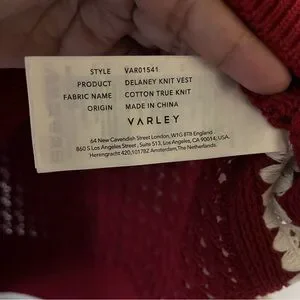 STYLE VAR01541
PRODUCT DELANEY KNIT VEST
FABRIC NAME COTTON TRUE KNIT
ORIGIN MADE IN CHINA
VARLEY
64 New Cavendish Street London, W1G 8TB England
860 S Los Angeles Street , Suite 513, Los Angeles, CA 90014, USA.
Herengracht 420,1017BZ Amsterdam, The Netherlands.